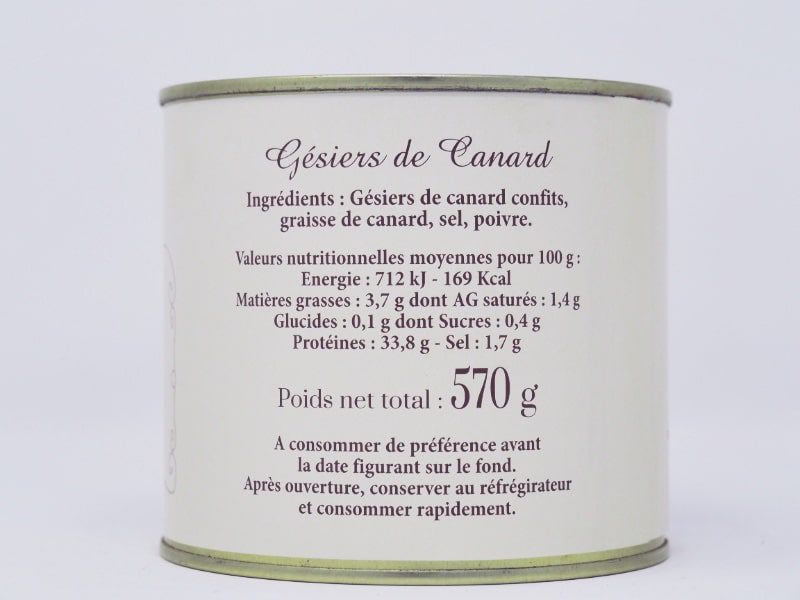 Gésiers de Canard
Ingrédients : Gésiers de canard confits,
graisse de canard, sel, poivre.
Valeurs nutritionnelles moyennes pour 100 g :
Energie : 712 kJ - 169 Kcal
Matières grasses : 3,7 g dont AG saturés : 1,4 g
Glucides : 0,1 g dont Sucres : 0,4 g
Protéines : 33,8 g - Sel : 1,7 g
Poids net total : 570 g
A consommer de préférence avant
la date figurant sur le fond.
Après ouverture, conserver au réfrégirateur
et consommer rapidement.